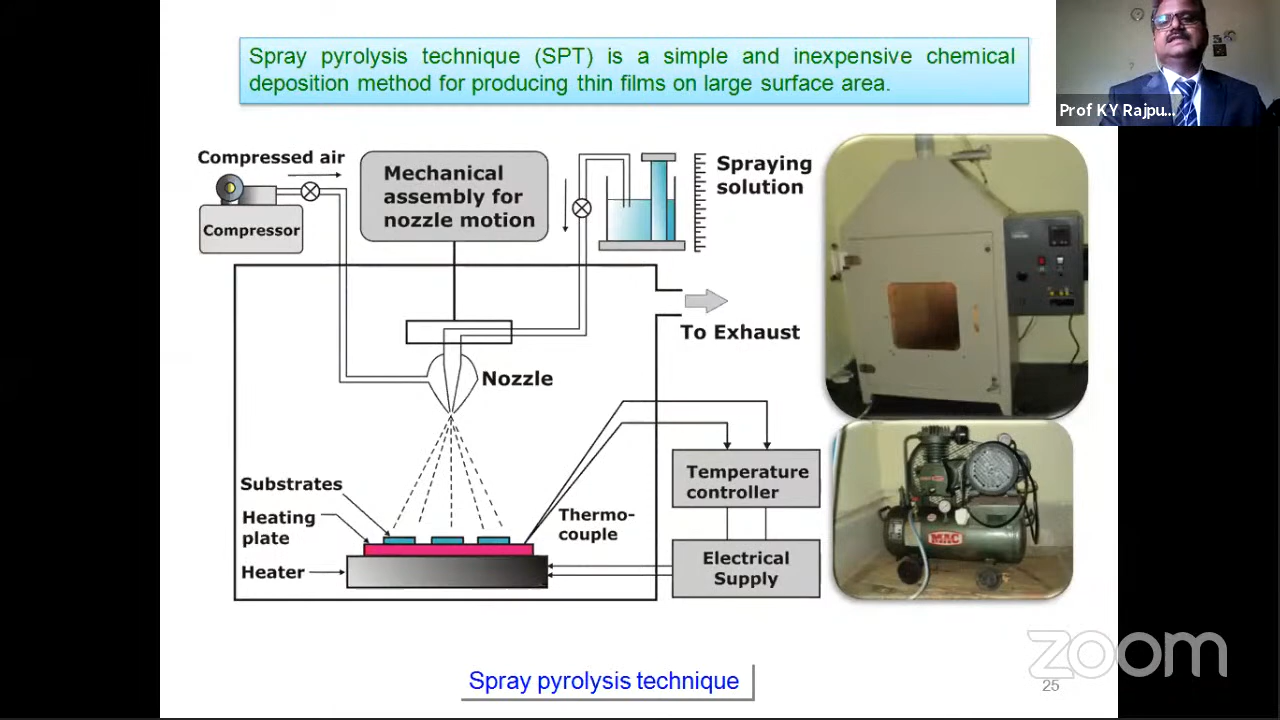 Spray pyrolysis technique (SPT) is a simple and inexpensive chemical
deposition method for producing thin films on large surface area.
Prof K Y Rajpu...
Compressed air
Compressor
Mechanical
assembly for
nozzle motion
Spraying
solution
To Exhaust
Nozzle
Substrates
Heating
plate
Heater
Thermo-
couple
Temperature
controller
Electrical
Supply
MAC
Spray pyrolysis technique
zoom
25